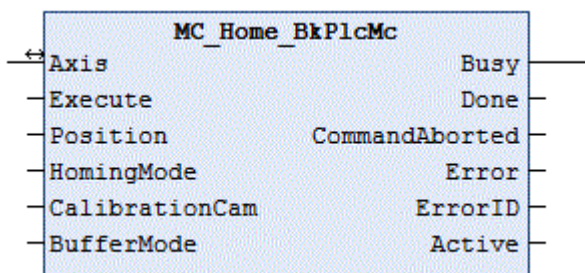 MC_Home_BkPlcMc
Axis Busy
Execute Done
Position CommandAborted
HomingMode Error
CalibrationCam ErrorID
BufferMode Active